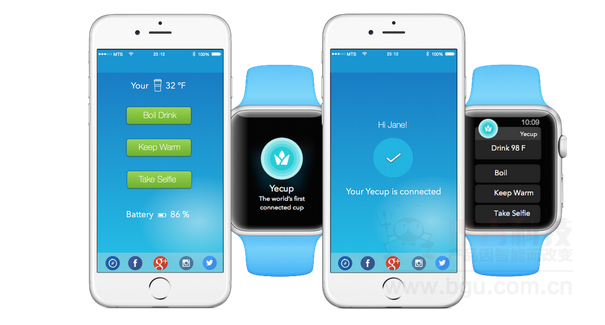 MTS 20:12 100%
Your 32 °F
Boil Drink
Keep Warm
Take Selfie
Battery 86 %
Yecup
The world's first
connected cup
MTS 20:12 100%
Hi Jane!
Your Yecup is connected
10:09
Yecup
Drink 98 F
Boil
Keep Warm
Take Selfie
www.bgu.com.cn